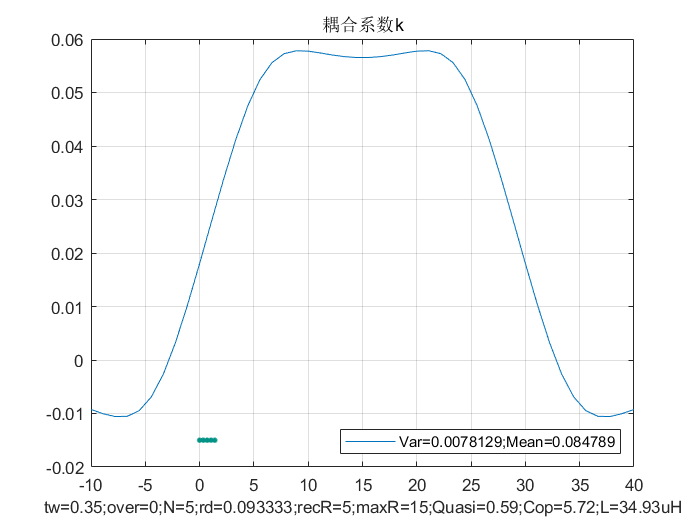 耦合系数k
0.06
0.05
0.04
0.03
0.02
0.01
0
-0.01
-0.02
Var=0.0078129;Mean=0.084789
-10 -5 0 5 10 15 20 25 30 35 40
tw=0.35;over=0;N=5;rd=0.093333;recR=5;maxR=15;Quasi=0.59;Cop=5.72;L=34.93uH